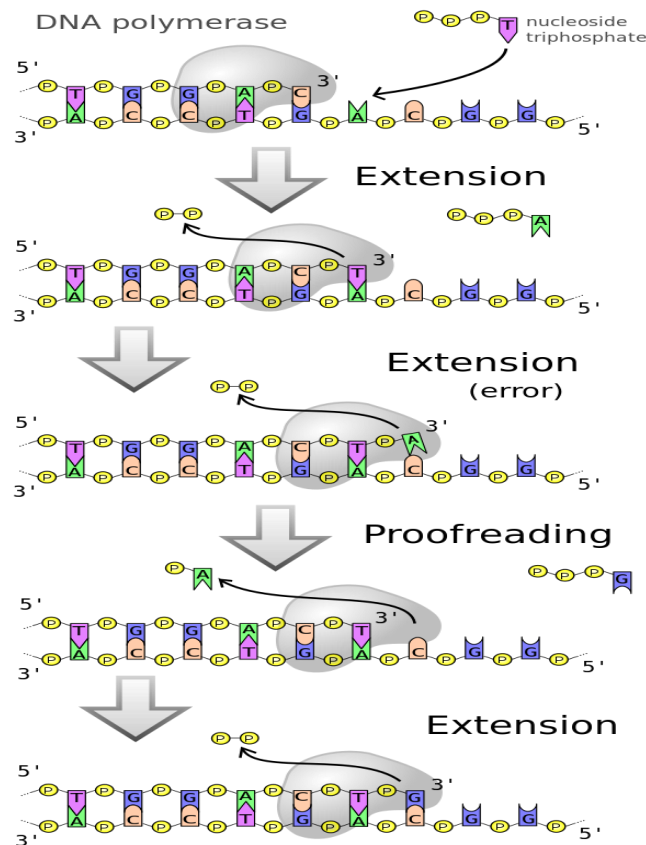 DNA polymerase
P P P T nucleoside
triphosphate
5' 3'
P T P G P G P A P C
A P C P C P T P G P A P C P G P G P
3' 5'
Extension
P P
P P P A
5' 3'
P T P G P G P A P C P T
P A P C P C P T P G P A P C P G P G P
3' 5'
Extension
(error)
P P
5' 3'
P T P G P G P A P C P T P A
P A P C P C P T P G P A P C P G P G P
3' 5'
Proofreading
P A
P P P G
5' 3'
P T P G P G P A P C P T
P A P C P C P T P G P A P C P G P G P
3' 5'
Extension
P P
5' 3'
P T P G P G P A P C P T P G
P A P C P C P T P G P A P C P G P G P
3' 5'